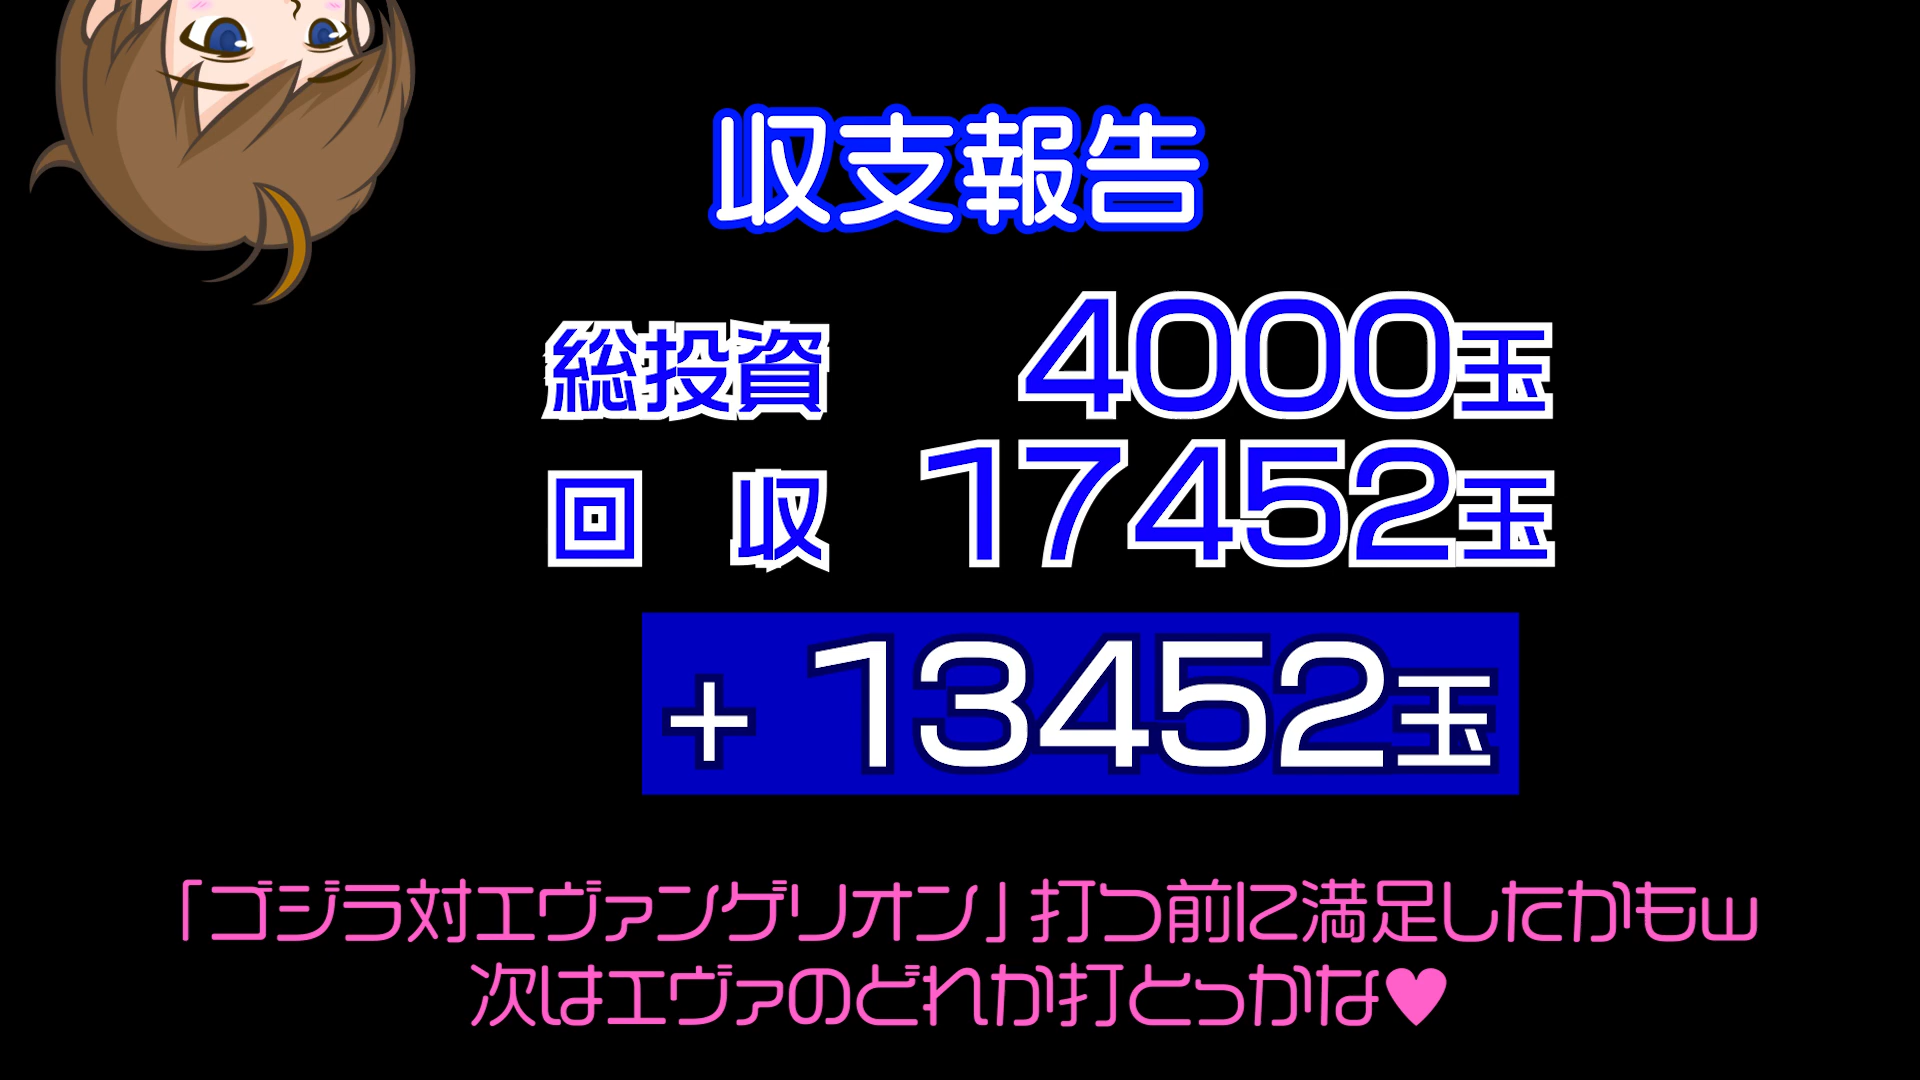 収支報告
総投資 4000玉
回 収 17452玉
+ 13452玉
「ゴジラ対エヴァンゲリオン」打つ前に満足したかもw
次はエヴァのどれか打とぅかな♥